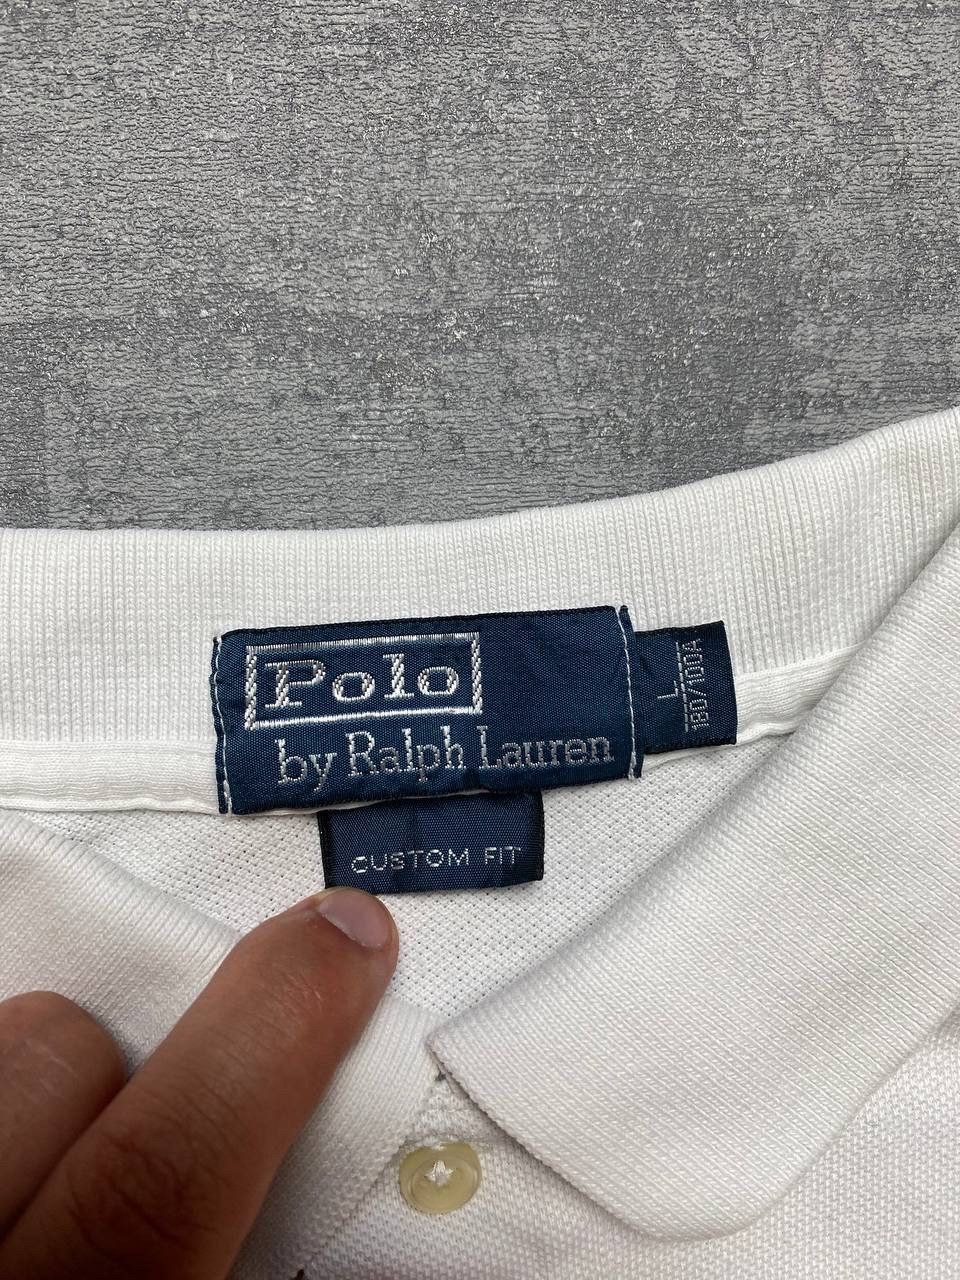 Polo
by Ralph Lauren
L
180/100A
CUSTOM FIT